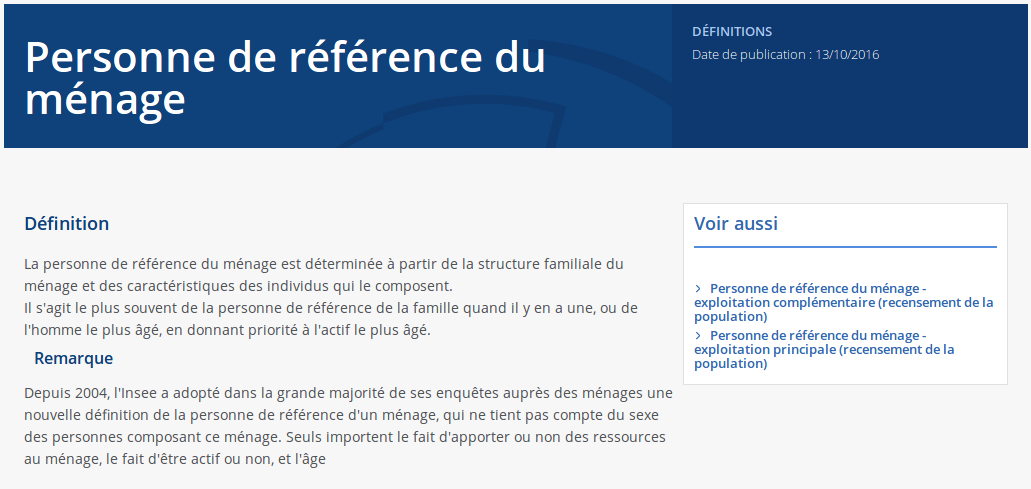 Personne de référence du
ménage
DÉFINITIONS
Date de publication : 13/10/2016
Définition
La personne de référence du ménage est déterminée à partir de la structure familiale du
ménage et des caractéristiques des individus qui le composent.
Il s'agit le plus souvent de la personne de référence de la famille quand il y en a une, ou de
l'homme le plus âgé, en donnant priorité à l'actif le plus âgé.
Remarque
Depuis 2004, l'Insee a adopté dans la grande majorité de ses enquêtes auprès des ménages une
nouvelle définition de la personne de référence d'un ménage, qui ne tient pas compte du sexe
des personnes composant ce ménage. Seuls importent le fait d'apporter ou non des ressources
au ménage, le fait d'être actif ou non, et l'âge
Voir aussi
Personne de référence du ménage -
exploitation complémentaire (recensement de la
population)
Personne de référence du ménage -
exploitation principale (recensement de la
population)